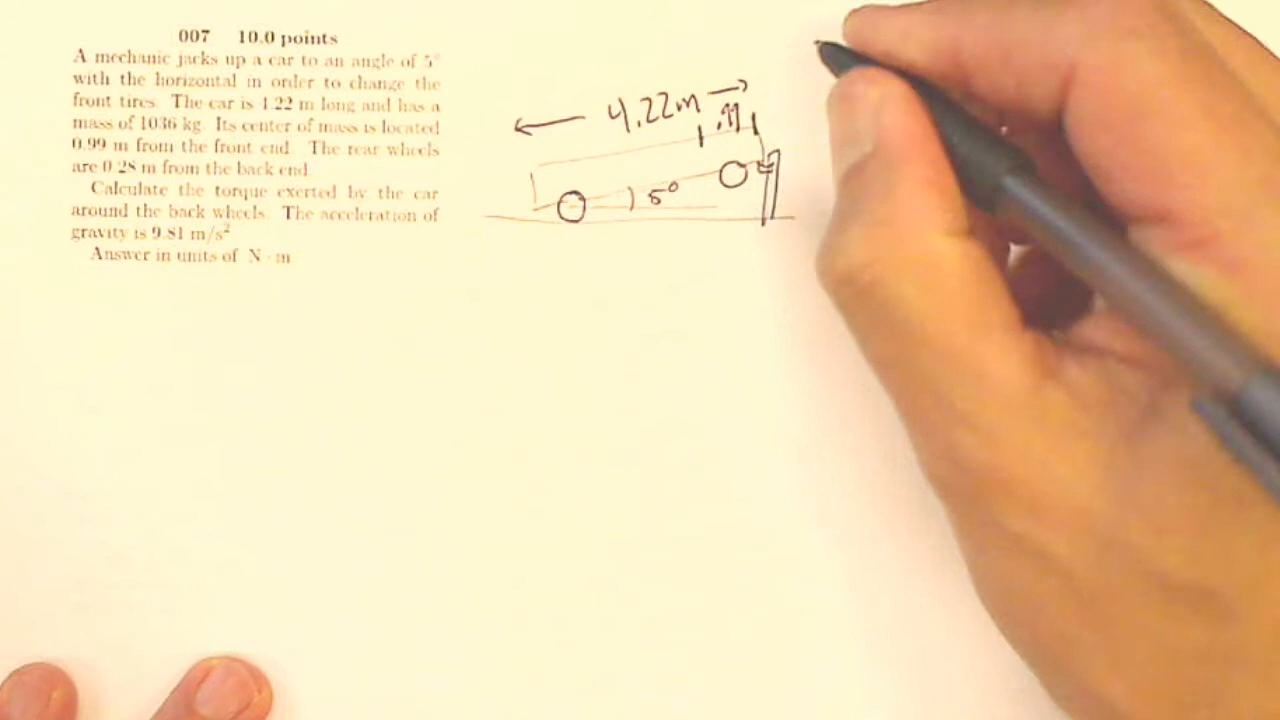 007 10.0 points
A mechanic jacks up a car to an angle of 5°
with the horizontal in order to change the
front tires. The car is 4.22 m long and has a
mass of 1036 kg. Its center of mass is located
0.99 m from the front end. The rear wheels
are 0.28 m from the back end.
Calculate the torque exerted by the car
around the back wheels. The acceleration of
gravity is 9.81 m/s²
Answer in units of N · m
4.22m
.99
5°